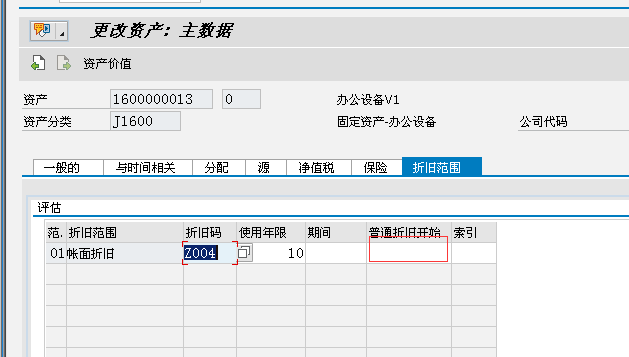 更改资产：主数据
资产价值
资产 1600000013 0 办公设备V1
资产分类 J1600 固定资产-办公设备 公司代码
一般的 与时间相关 分配 源 净值税 保险 折旧范围
评估
范. 折旧范围 折旧码 使用年限 期间 普通折旧开始 索引
01 帐面折旧 Z004 10